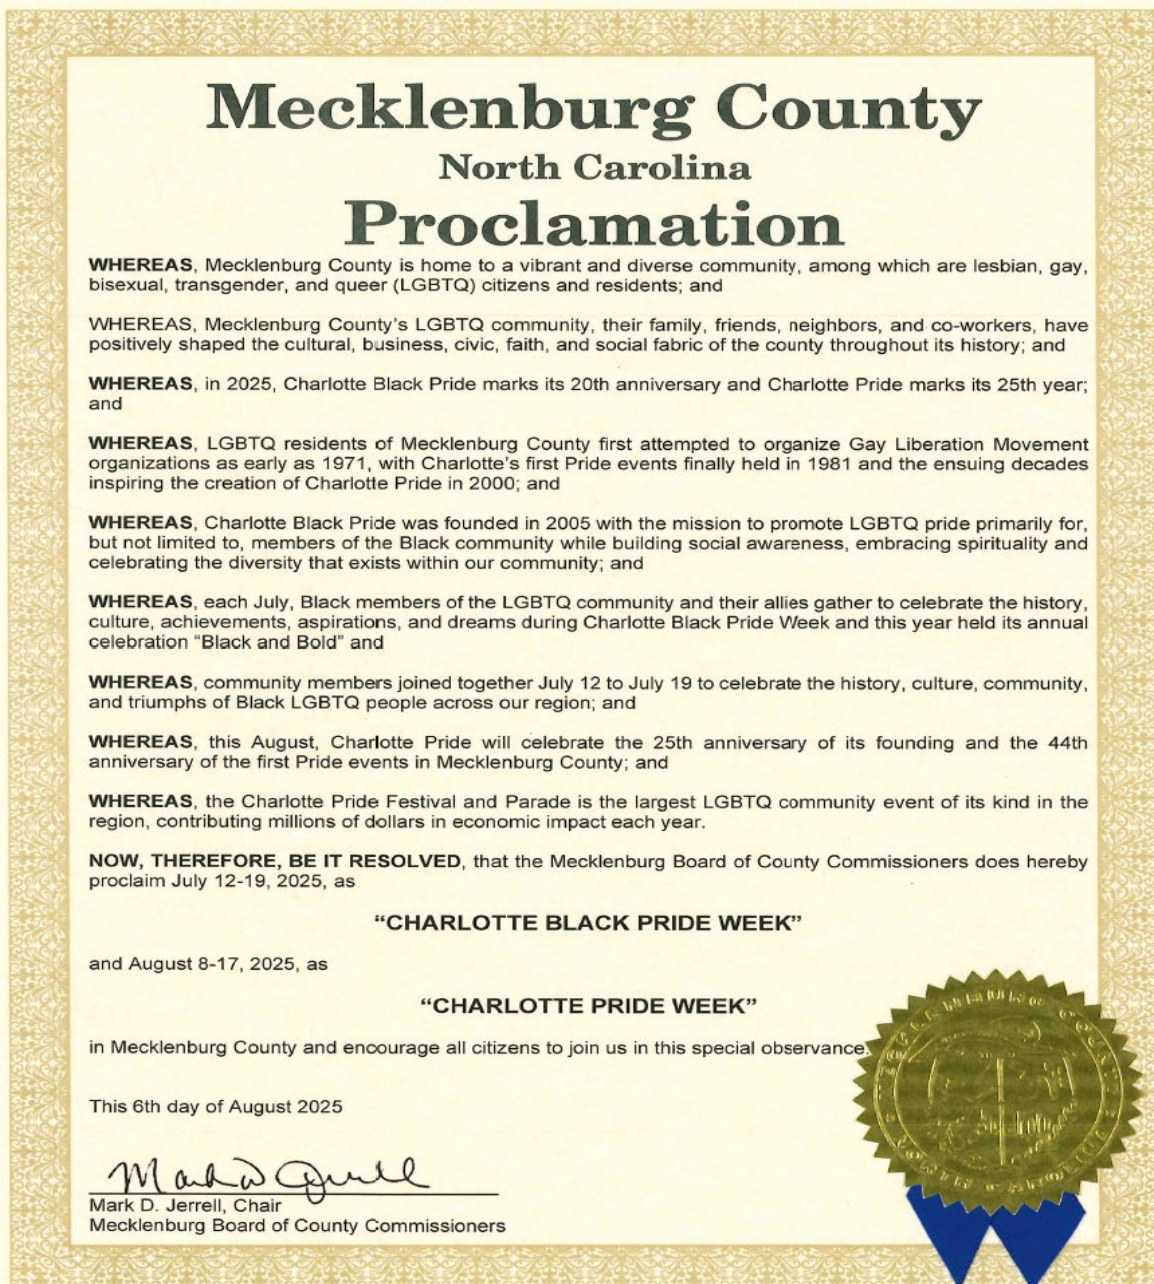 Mecklenburg County
North Carolina
Proclamation
WHEREAS, Mecklenburg County is home to a vibrant and diverse community, among which are lesbian, gay,
bisexual, transgender, and queer (LGBTQ) citizens and residents; and
WHEREAS, Mecklenburg County's LGBTQ community, their family, friends, neighbors, and co-workers, have
positively shaped the cultural, business, civic, faith, and social fabric of the county throughout its history; and
WHEREAS, in 2025, Charlotte Black Pride marks its 20th anniversary and Charlotte Pride marks its 25th year;
and
WHEREAS, LGBTQ residents of Mecklenburg County first attempted to organize Gay Liberation Movement
organizations as early as 1971, with Charlotte's first Pride events finally held in 1981 and the ensuing decades
inspiring the creation of Charlotte Pride in 2000; and
WHEREAS, Charlotte Black Pride was founded in 2005 with the mission to promote LGBTQ pride primarily for,
but not limited to, members of the Black community while building social awareness, embracing spirituality and
celebrating the diversity that exists within our community; and
WHEREAS, each July, Black members of the LGBTQ community and their allies gather to celebrate the history,
culture, achievements, aspirations, and dreams during Charlotte Black Pride Week and this year held its annual
celebration "Black and Bold" and
WHEREAS, community members joined together July 12 to July 19 to celebrate the history, culture, community,
and triumphs of Black LGBTQ people across our region; and
WHEREAS, this August, Charlotte Pride will celebrate the 25th anniversary of its founding and the 44th
anniversary of the first Pride events in Mecklenburg County; and
WHEREAS, the Charlotte Pride Festival and Parade is the largest LGBTQ community event of its kind in the
region, contributing millions of dollars in economic impact each year.
NOW, THEREFORE, BE IT RESOLVED, that the Mecklenburg Board of County Commissioners does hereby
proclaim July 12-19, 2025, as
"CHARLOTTE BLACK PRIDE WEEK"
and August 8-17, 2025, as
"CHARLOTTE PRIDE WEEK"
in Mecklenburg County and encourage all citizens to join us in this special observance.
This 6th day of August 2025
Mark D. Jerrell, Chair
Mecklenburg Board of County Commissioners
MECKLENBURG COUNTY
NORTH CAROLINA